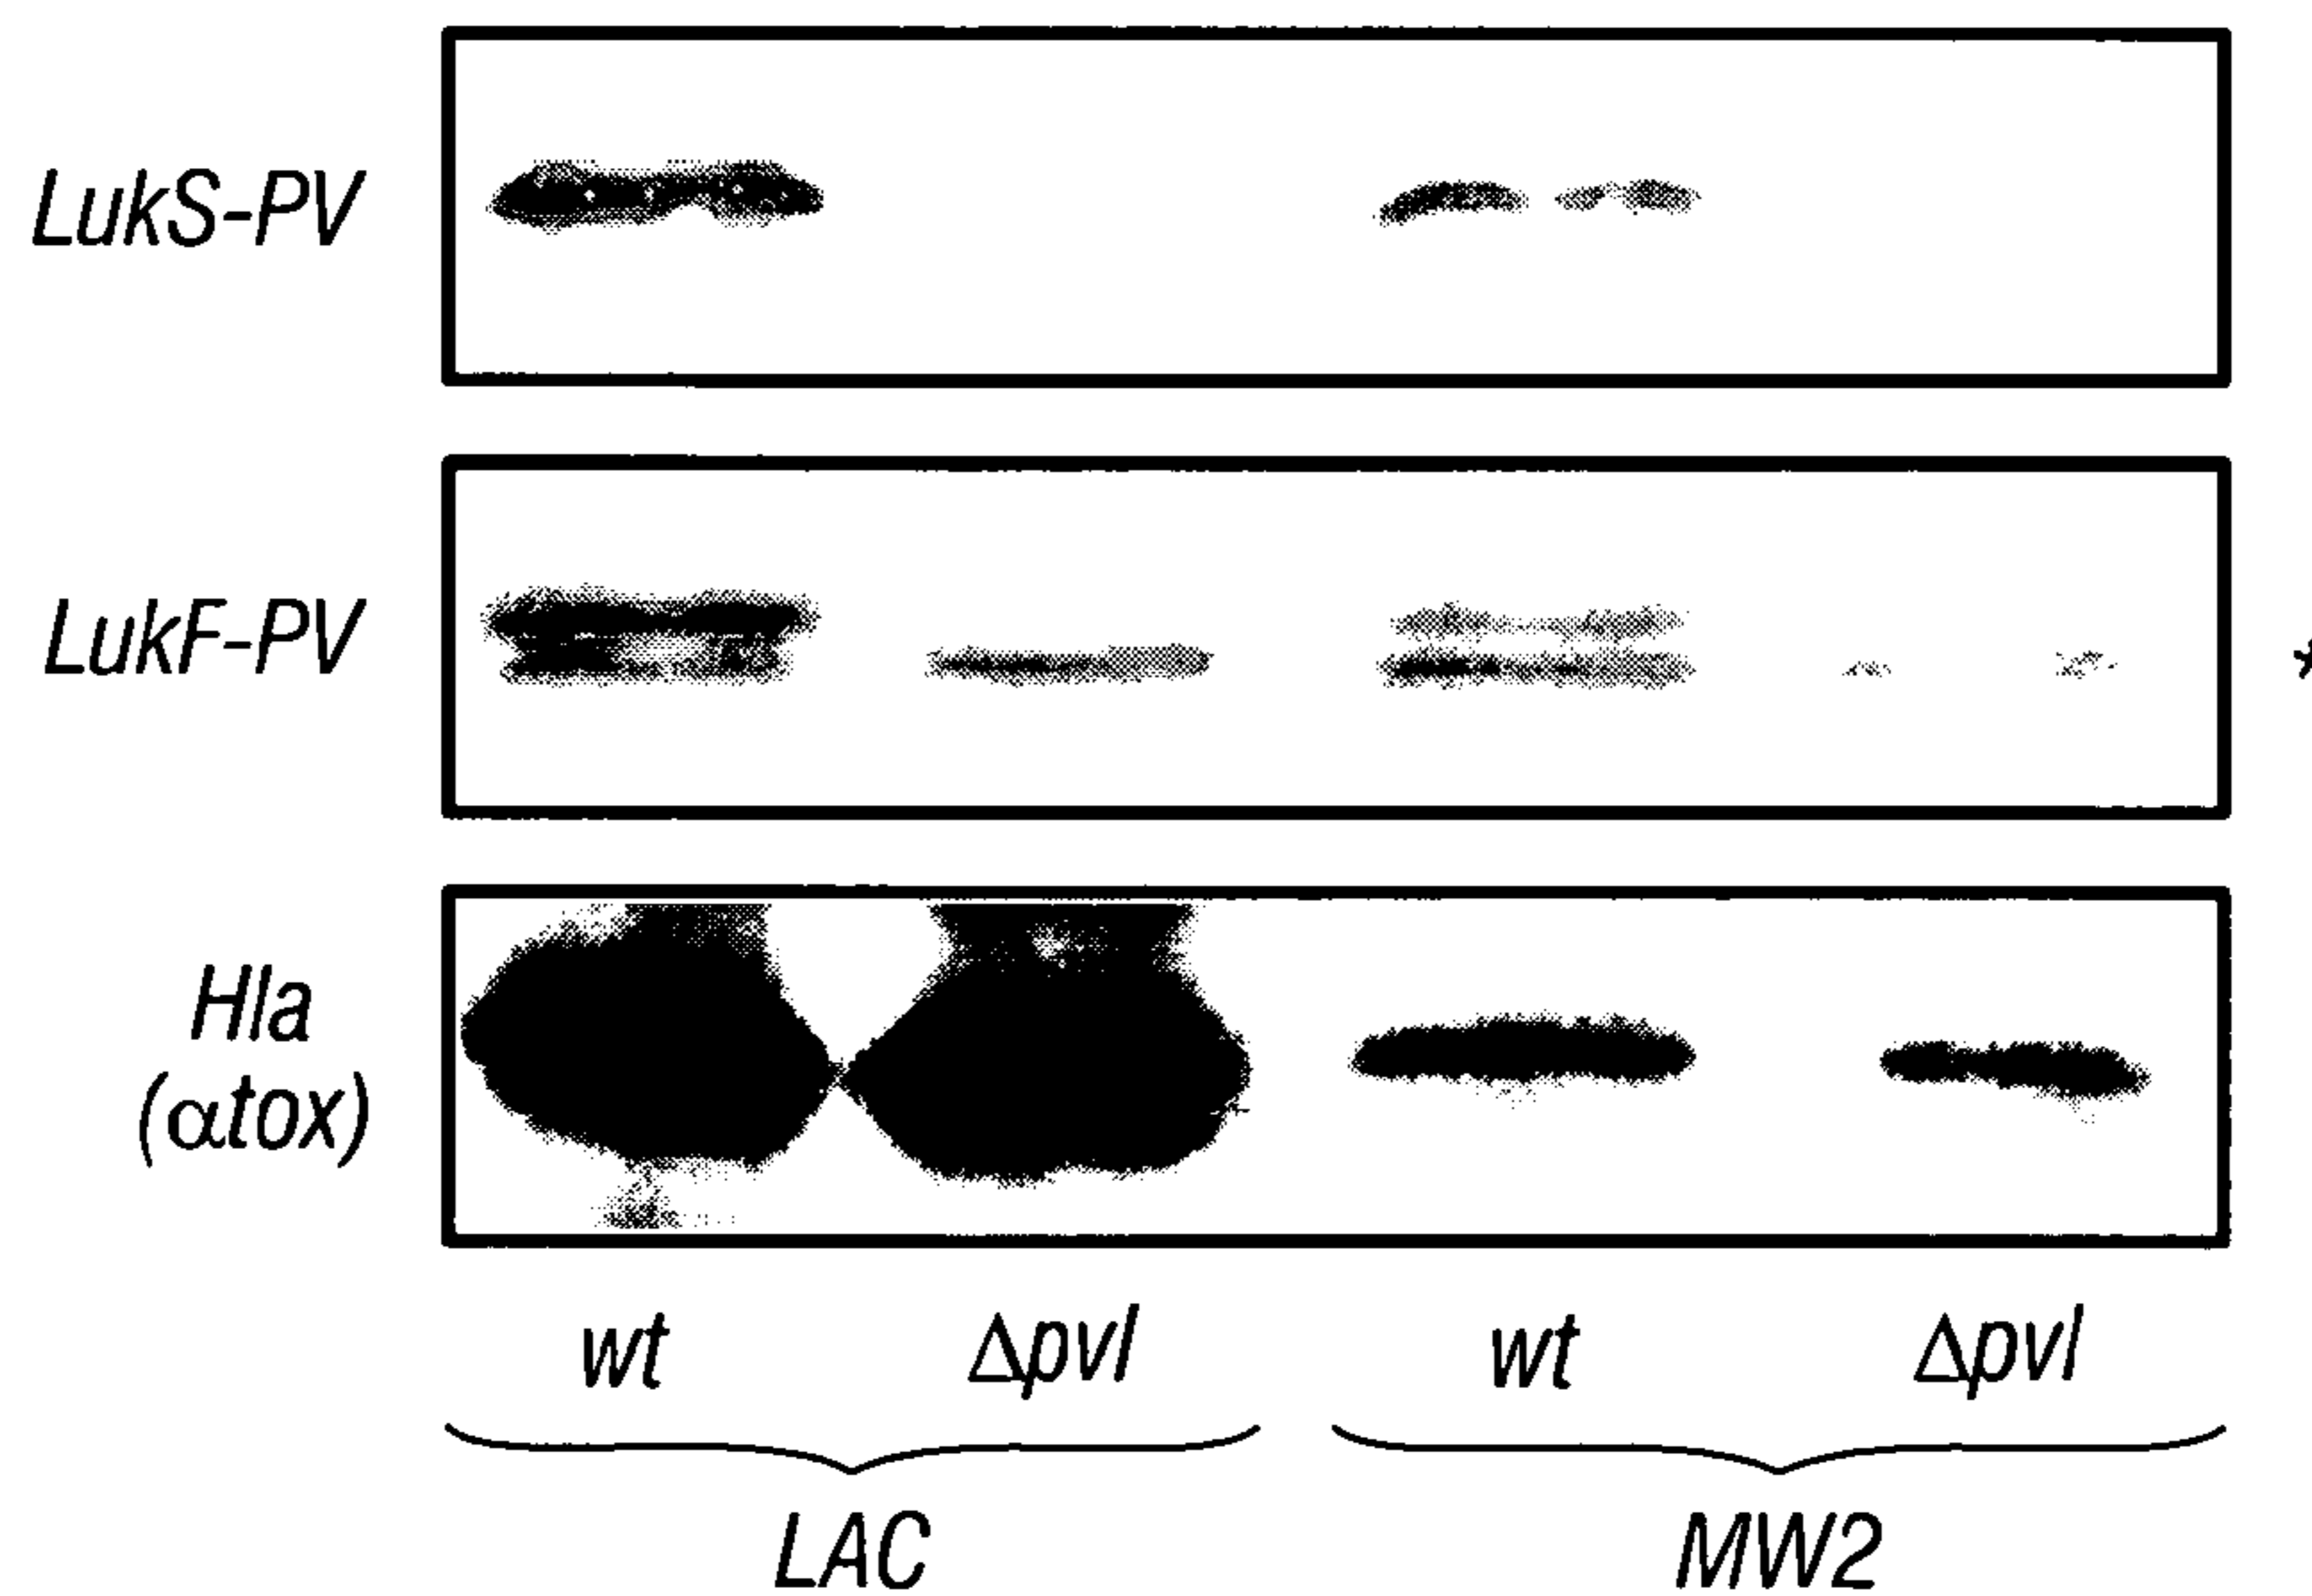 LukS-PV
LukF-PV
*
Hla
(αtox)
wt Δpvl wt Δpvl
LAC MW2